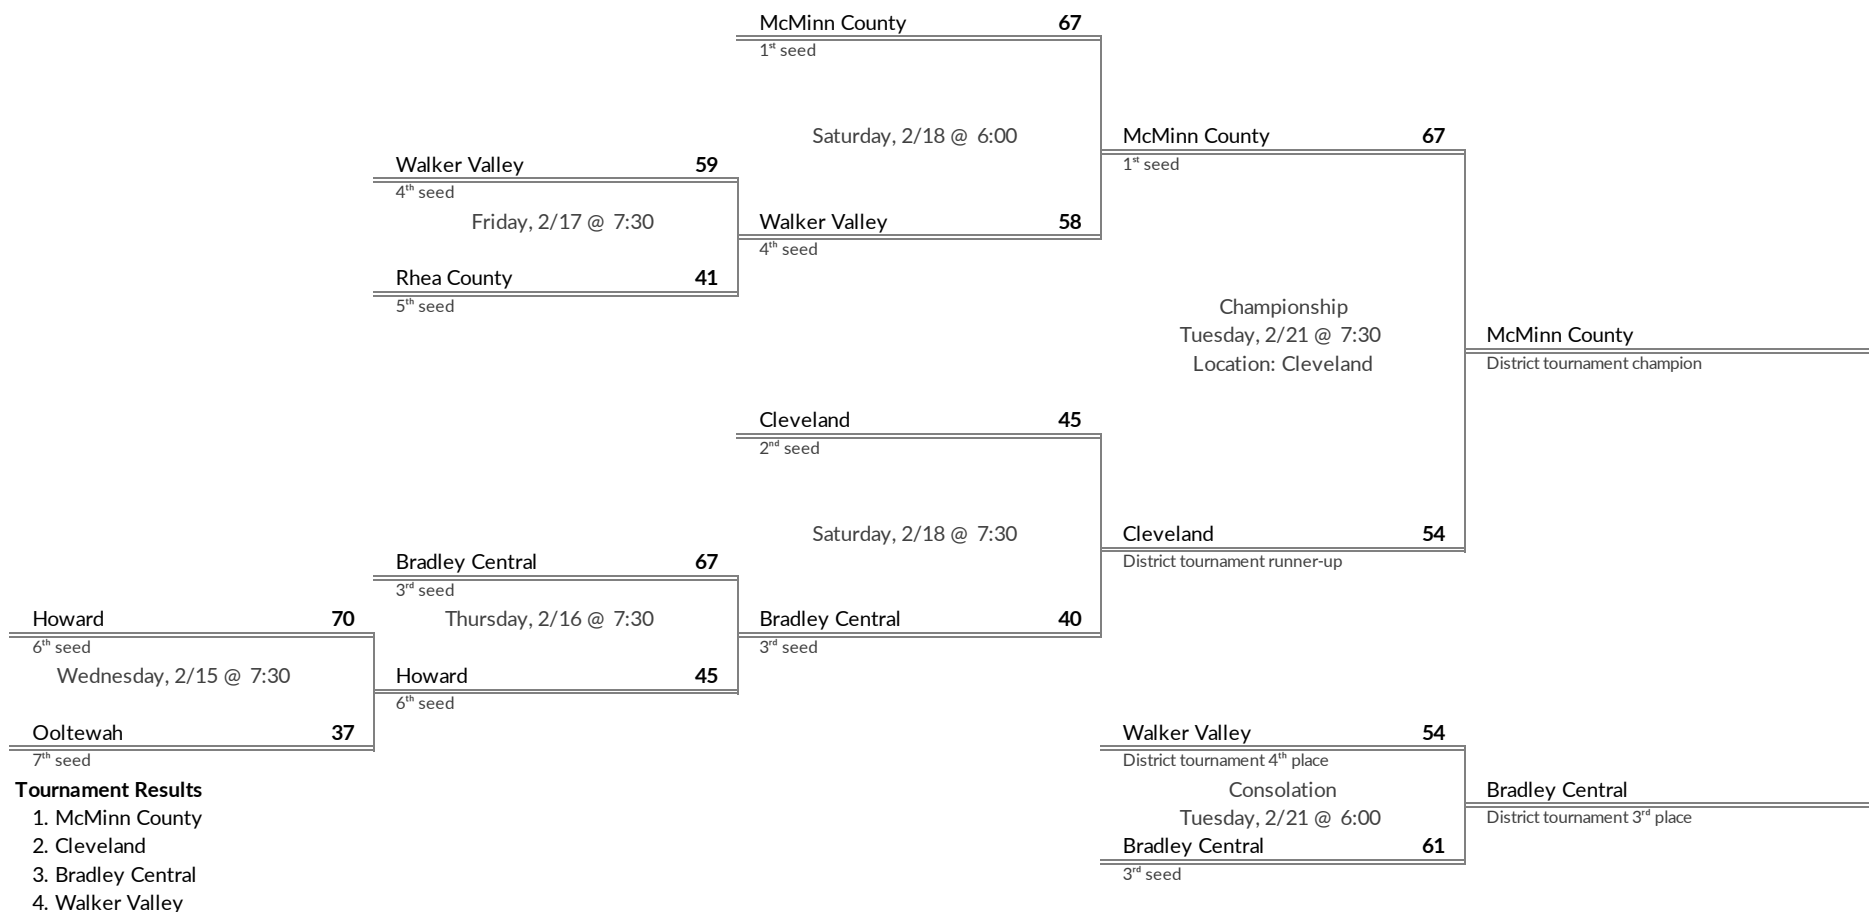 McMinn County 67
1st seed
Saturday, 2/18 @ 6:00
McMinn County 67
1st seed
Walker Valley 59
4th seed
Friday, 2/17 @ 7:30
Walker Valley 58
4th seed
Rhea County 41
5th seed
Championship
Tuesday, 2/21 @ 7:30
Location: Cleveland
McMinn County
District tournament champion
Cleveland 45
2nd seed
Saturday, 2/18 @ 7:30
Cleveland 54
District tournament runner-up
Bradley Central 67
3rd seed
Thursday, 2/16 @ 7:30
Howard 70
6th seed
Wednesday, 2/15 @ 7:30
Bradley Central 40
3rd seed
Howard 45
6th seed
Ooltewah 37
7th seed
Walker Valley 54
District tournament 4th place
Consolation
Tuesday, 2/21 @ 6:00
Bradley Central 61
3rd seed
Bradley Central
District tournament 3rd place
Tournament Results
1. McMinn County
2. Cleveland
3. Bradley Central
4. Walker Valley